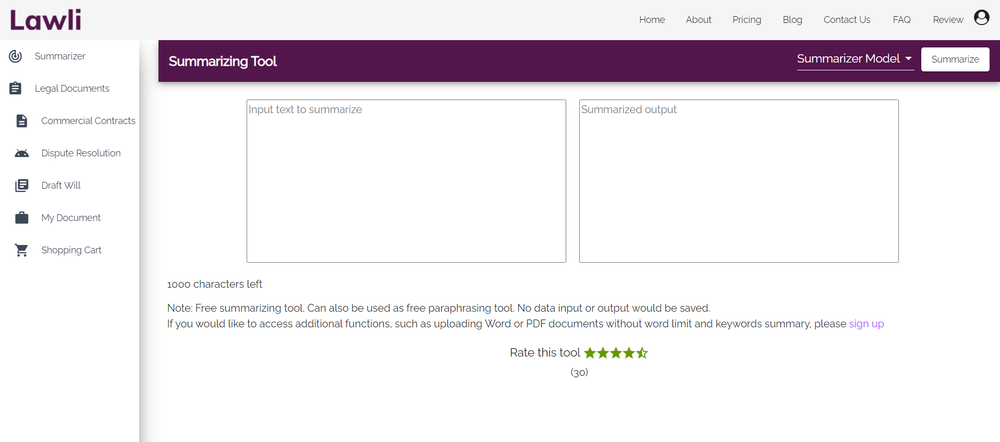 Lawli
Home About Pricing Blog Contact Us FAQ Review
Summarizer
Legal Documents
Commercial Contracts
Dispute Resolution
Draft Will
My Document
Shopping Cart
Summarizing Tool
Summarizer Model
Summarize
Input text to summarize
Summarized output
1000 characters left
Note: Free summarizing tool. Can also be used as free paraphrasing tool. No data input or output would be saved.
If you would like to access additional functions, such as uploading Word or PDF documents without word limit and keywords summary, please sign up
Rate this tool
(30)